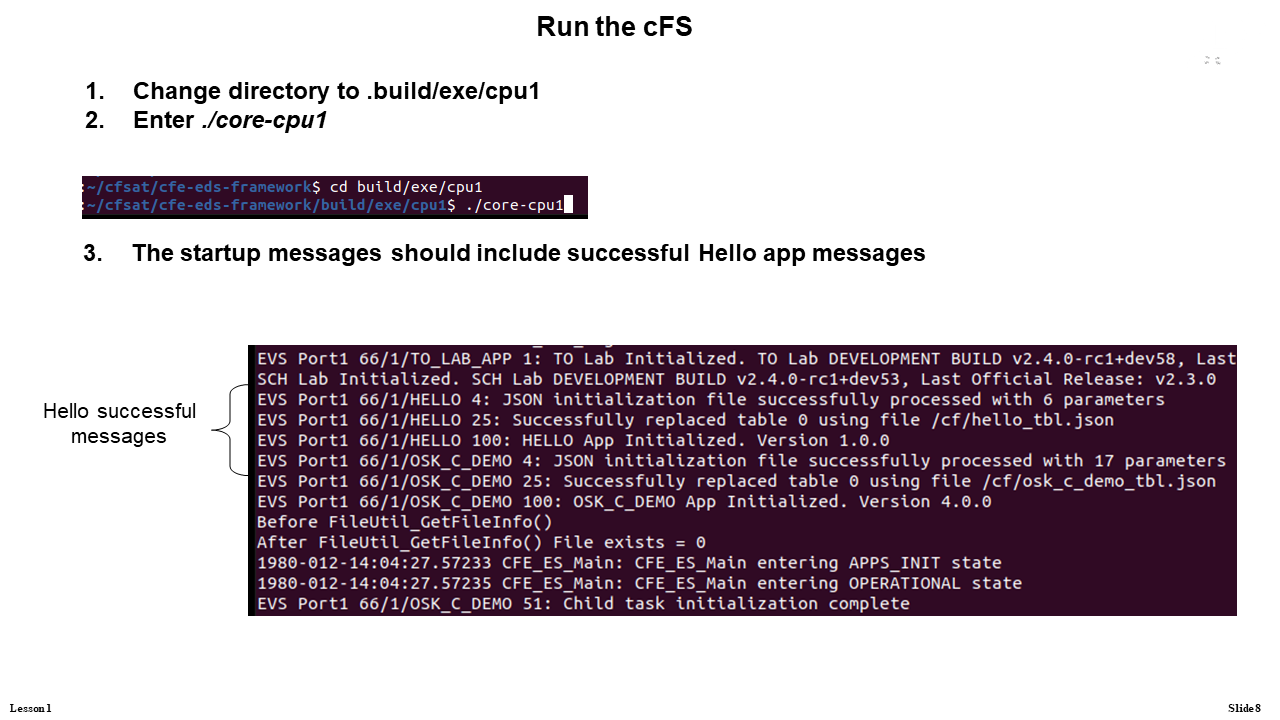 Run the cFS
1. Change directory to .build/exe/cpu1
2. Enter ./core-cpu1
:~/cfsat/cfe-eds-framework$ cd build/exe/cpu1
:~/cfsat/cfe-eds-framework/build/exe/cpu1$ ./core-cpu1
3. The startup messages should include successful Hello app messages
Hello successful
messages
EVS Port1 66/1/TO_LAB_APP 1: TO Lab Initialized. TO Lab DEVELOPMENT BUILD v2.4.0-rc1+dev58, Last
SCH Lab Initialized. SCH Lab DEVELOPMENT BUILD v2.4.0-rc1+dev53, Last Official Release: v2.3.0
EVS Port1 66/1/HELLO 4: JSON initialization file successfully processed with 6 parameters
EVS Port1 66/1/HELLO 25: Successfully replaced table 0 using file /cf/hello_tbl.json
EVS Port1 66/1/HELLO 100: HELLO App Initialized. Version 1.0.0
EVS Port1 66/1/OSK_C_DEMO 4: JSON initialization file successfully processed with 17 parameters
EVS Port1 66/1/OSK_C_DEMO 25: Successfully replaced table 0 using file /cf/osk_c_demo_tbl.json
EVS Port1 66/1/OSK_C_DEMO 100: OSK_C_DEMO App Initialized. Version 4.0.0
Before FileUtil_GetFileInfo()
After FileUtil_GetFileInfo() File exists = 0
1980-012-14:04:27.57233 CFE_ES_Main: CFE_ES_Main entering APPS_INIT state
1980-012-14:04:27.57235 CFE_ES_Main: CFE_ES_Main entering OPERATIONAL state
EVS Port1 66/1/OSK_C_DEMO 51: Child task initialization complete
Lesson 1
Slide 8